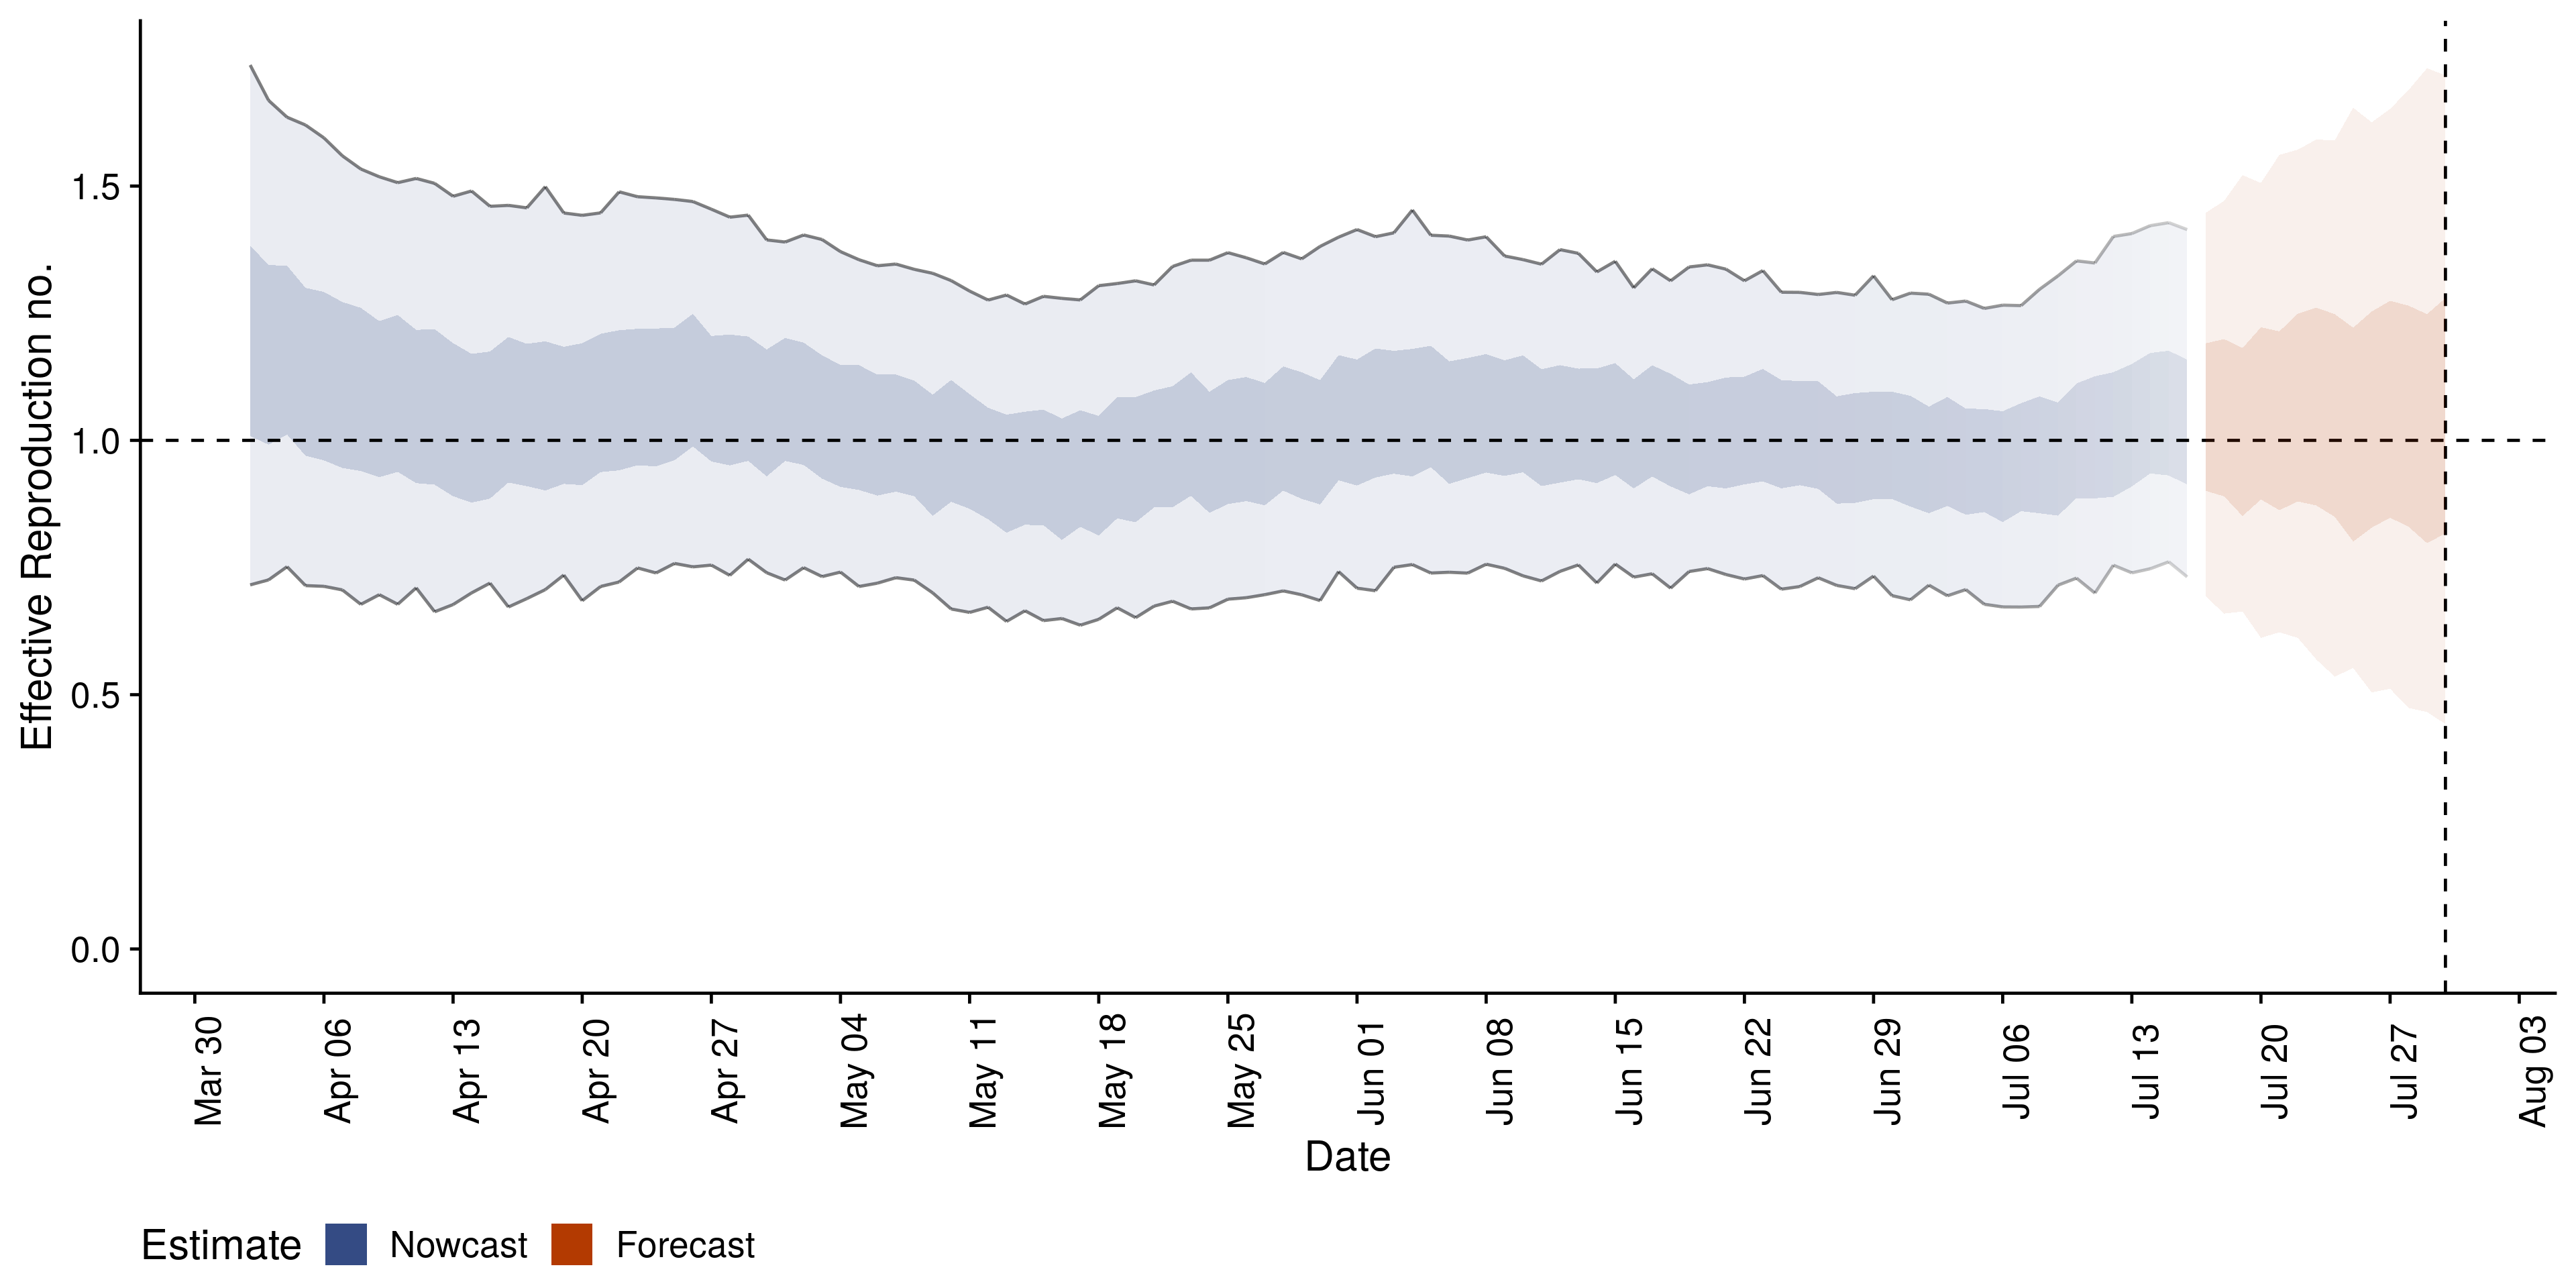 Effective Reproduction no.
1.5
1.0
0.5
0.0
Mar 30
Apr 06
Apr 13
Apr 20
Apr 27
May 04
May 11
May 18
May 25
Jun 01
Jun 08
Jun 15
Jun 22
Jun 29
Jul 06
Jul 13
Jul 20
Jul 27
Aug 03
Date
Estimate Nowcast Forecast